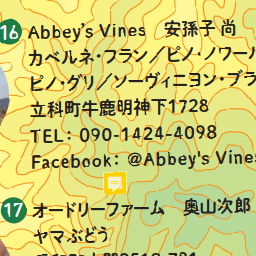 16 Abbey's Vines 安孫子 尚
カベルネ・フラン／ピノ・ノワール
ピノ・グリ／ソーヴィニヨン・ブラ
立科町牛鹿明神下1728
TEL: 090-1424-4098
Facebook: @Abbey's Vines
17 オードリーファーム 奥山次郎
ヤマぶどう